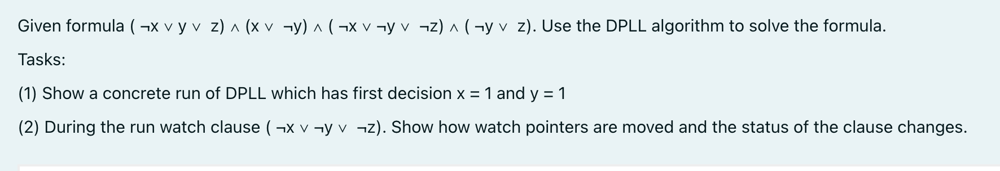 Given formula ( ¬x ∨ y ∨ z) ∧ (x ∨ ¬y) ∧ ( ¬x ∨ ¬y ∨ ¬z) ∧ ( ¬y ∨ z). Use the DPLL algorithm to solve the formula.
Tasks:
(1) Show a concrete run of DPLL which has first decision x = 1 and y = 1
(2) During the run watch clause ( ¬x ∨ ¬y ∨ ¬z). Show how watch pointers are moved and the status of the clause changes.